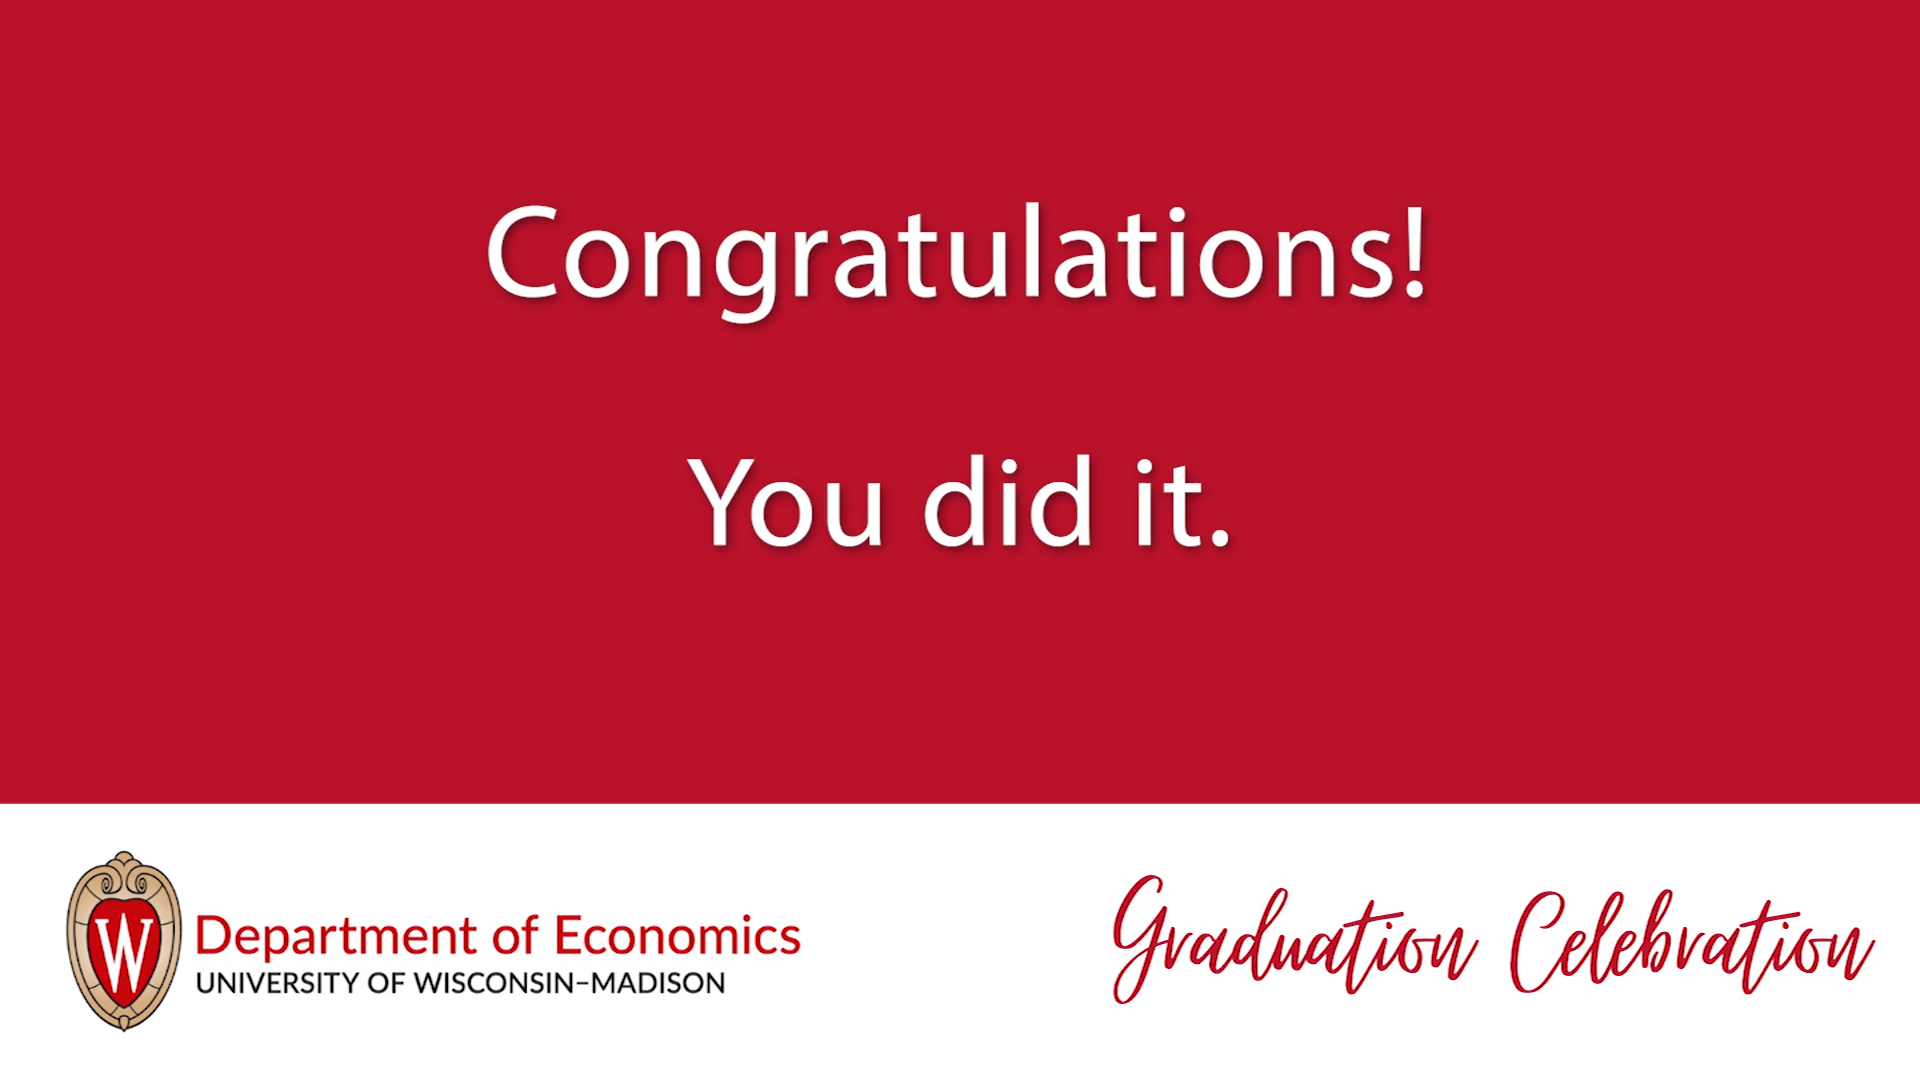 Congratulations!
You did it.
W
Department of Economics
UNIVERSITY OF WISCONSIN–MADISON
Graduation Celebration